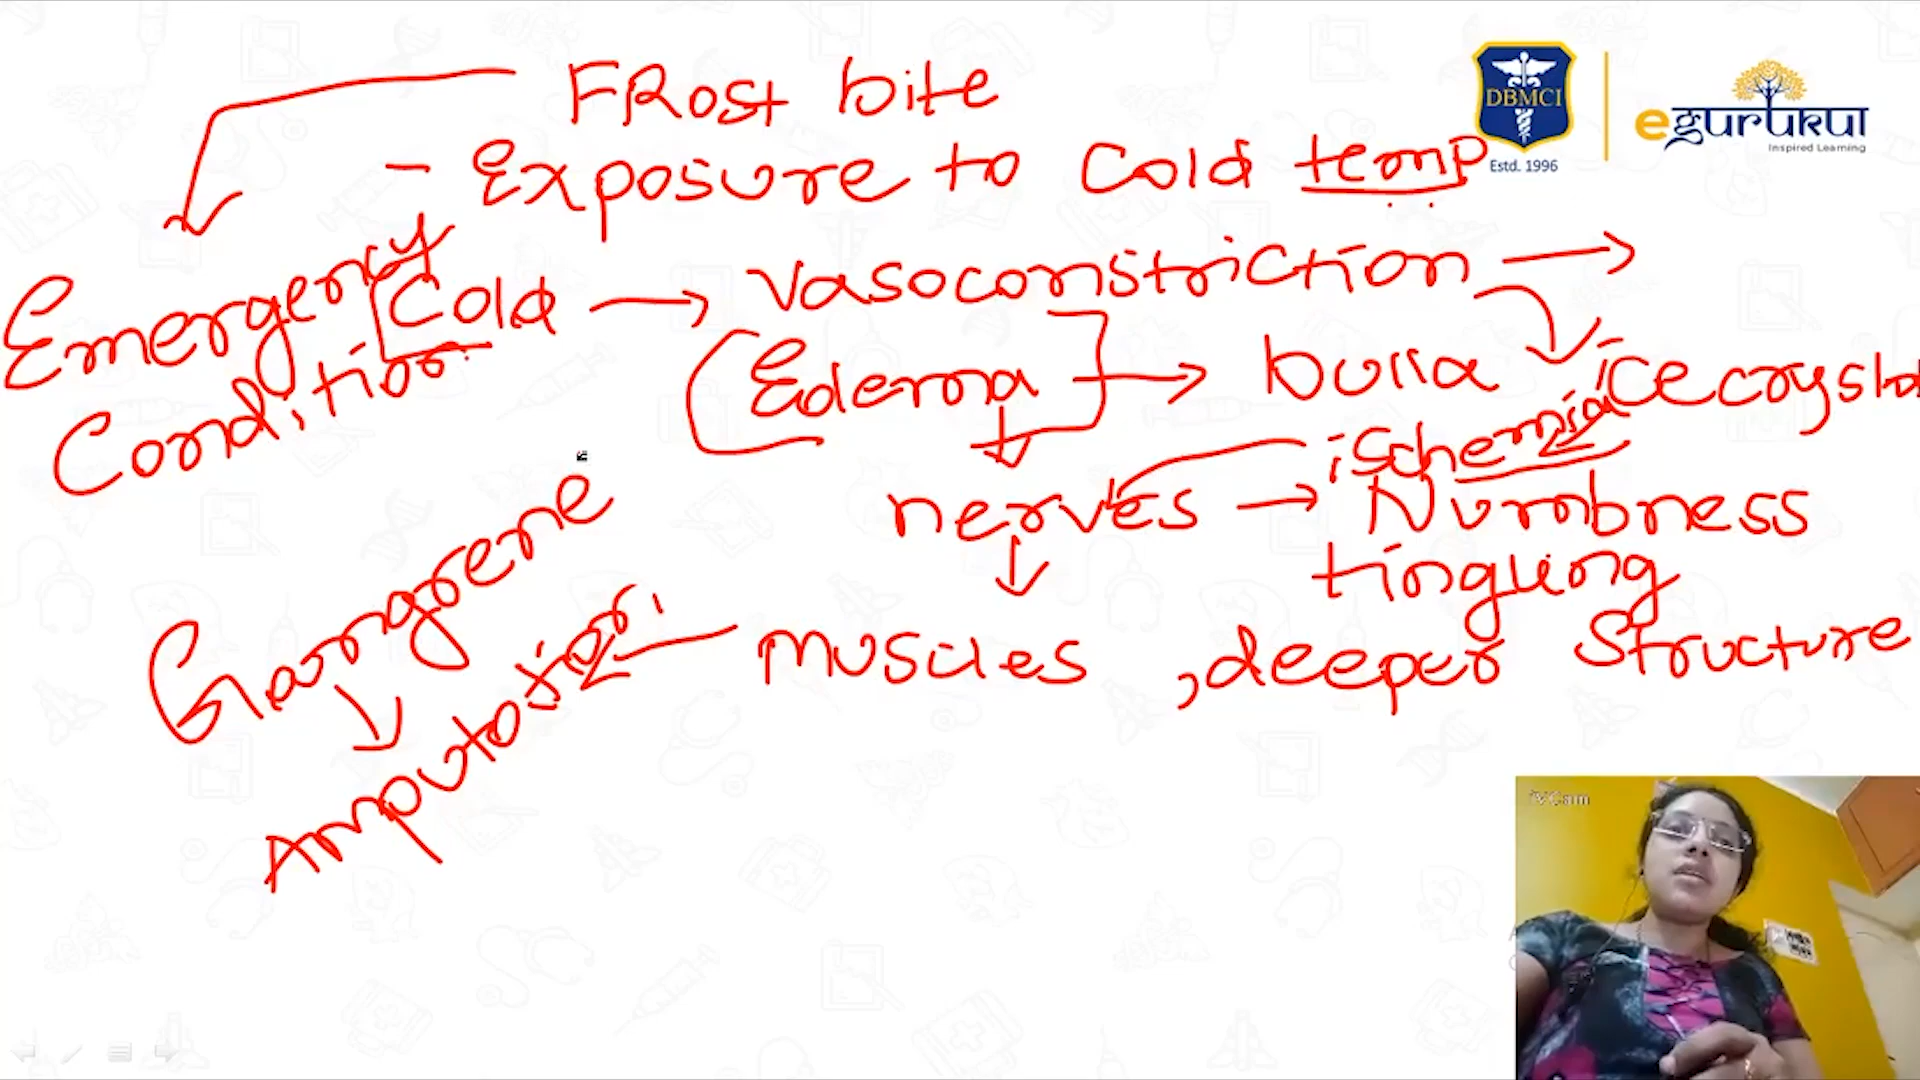 FRost bite
DBMCI
Estd. 1996
egurukul
Inspired Learning
- Exposure to cold temp
Emergency
Condition
Cold → vasoconstriction →
[Edema] → bulla
ice crystal
ischemia
nerves → Numbness
tingling
Muscles, deeper structure
Gangrene
Amputation
iVCam